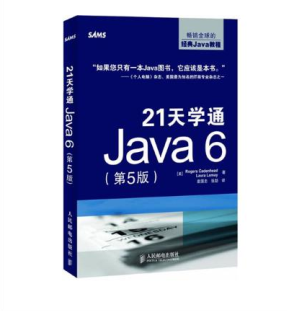 SAMS
畅销全球的
经典Java教程
“如果您只有一本Java图书，它应该是本书。”
21天学通
Java 6
（第5版）
[美] Rogers Cadenhead
Laura Lemay 著
人民邮电出版社
21天学通
Java 6
（第5版）
人民邮电出版社